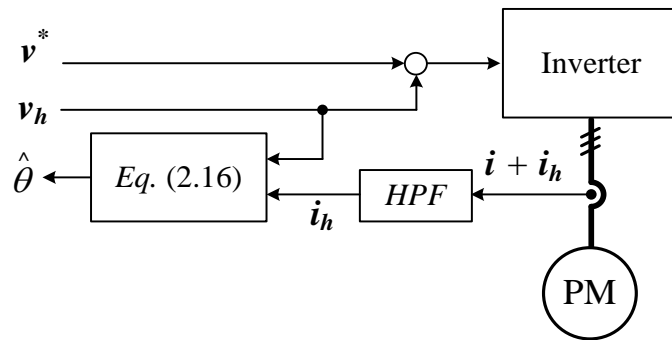 v*
Inverter
v_h
θ̂
Eq. (2.16)
i_h
HPF
i + i_h
PM